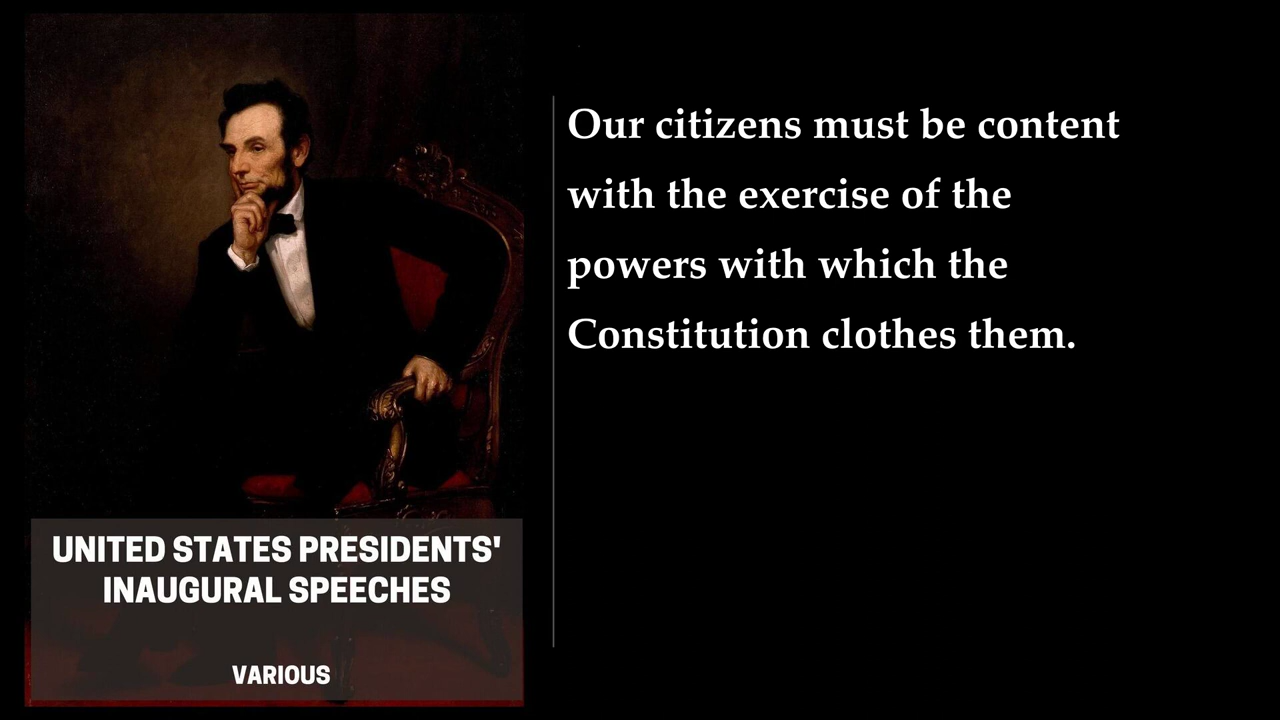 Our citizens must be content
with the exercise of the
powers with which the
Constitution clothes them.
UNITED STATES PRESIDENTS'
INAUGURAL SPEECHES
VARIOUS